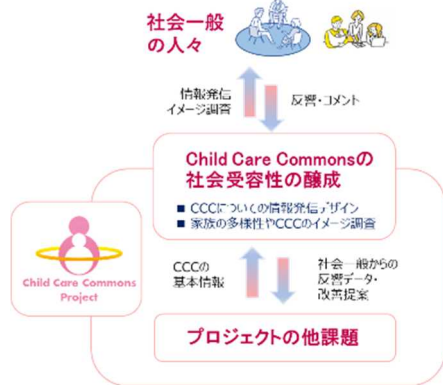 社会一般
の人々
情報発信
イメージ調査
反響・コメント
Child Care Commonsの
社会受容性の醸成
■ CCCについての情報発信デザイン
■ 家族の多様性やCCCのイメージ調査
Child Care Commons
Project
CCCの
基本情報
社会一般からの
反響データ・
改善提案
プロジェクトの他課題